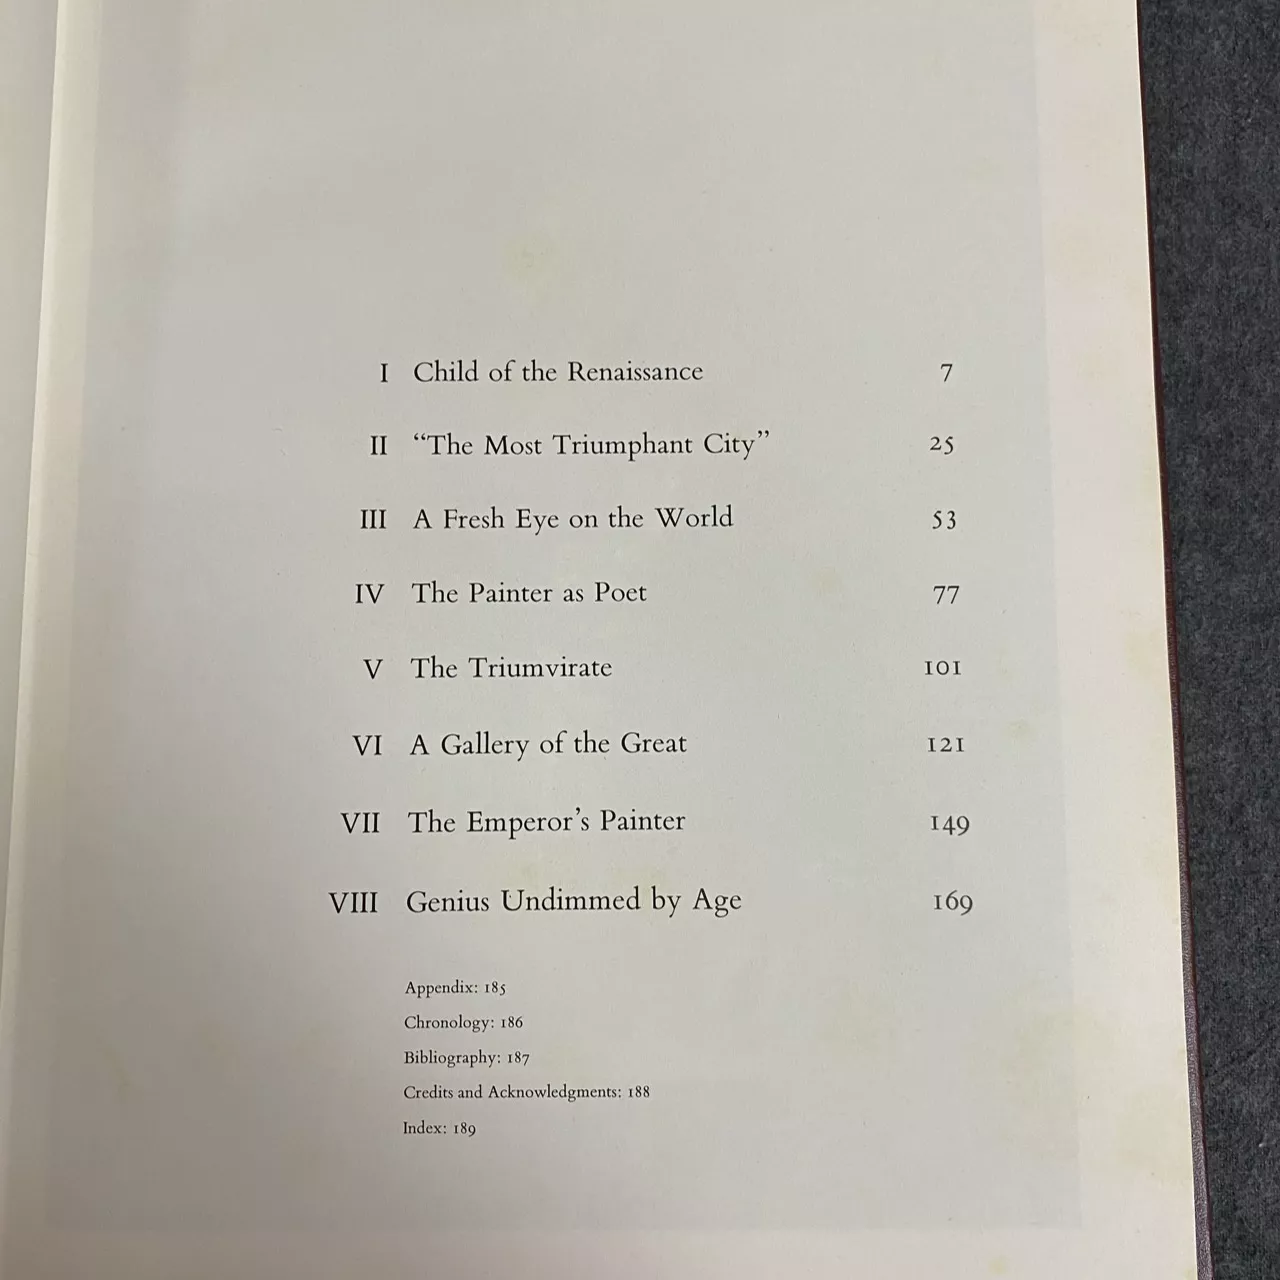 I Child of the Renaissance 7
II “The Most Triumphant City” 25
III A Fresh Eye on the World 53
IV The Painter as Poet 77
V The Triumvirate 101
VI A Gallery of the Great 121
VII The Emperor’s Painter 149
VIII Genius Undimmed by Age 169
Appendix: 185
Chronology: 186
Bibliography: 187
Credits and Acknowledgments: 188
Index: 189